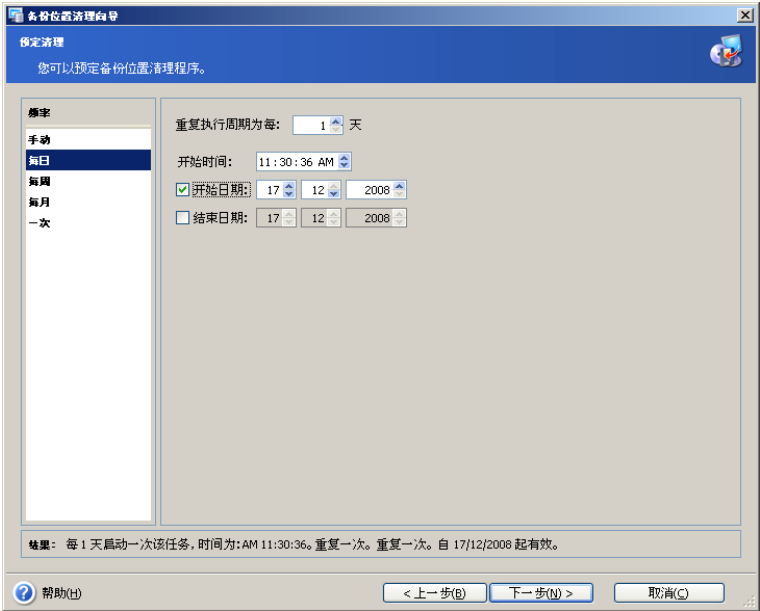 备份位置清理向导
预定清理
您可以预定备份位置清理程序。
频率
手动
每日
每周
每月
一次
重复执行周期为每: 1 天
开始时间: 11:30:36 AM
开始日期: 17 12 2008
结束日期: 17 12 2008
结果: 每 1 天启动一次该任务,时间为:AM 11:30:36。重复一次。重复一次。自 17/12/2008 起有效。
帮助(H)
< 上一步(B) 下一步(N) > 取消(C)